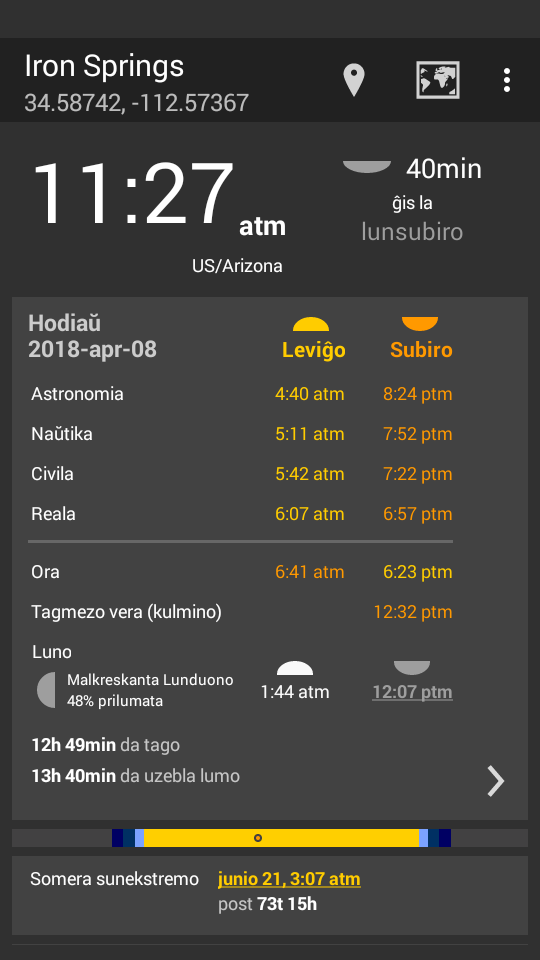 Iron Springs
34.58742, -112.57367
11:27 atm
US/Arizona
40min
ĝis la
lunsubiro
Hodiaŭ
2018-apr-08
Leviĝo Subiro
Astronomia 4:40 atm 8:24 ptm
Naŭtika 5:11 atm 7:52 ptm
Civila 5:42 atm 7:22 ptm
Reala 6:07 atm 6:57 ptm
Ora 6:41 atm 6:23 ptm
Tagmezo vera (kulmino) 12:32 ptm
Luno
Malkreskanta Lunduono
48% prilumata
1:44 atm 12:07 ptm
12h 49min da tago
13h 40min da uzebla lumo
Somera sunekstremo junio 21, 3:07 atm
post 73t 15h